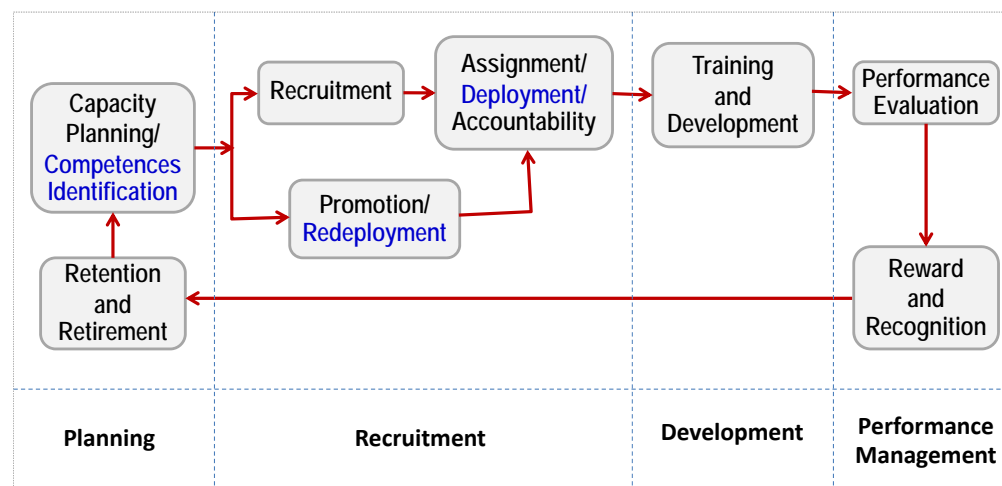 Capacity
Planning/
Competences
Identification
Recruitment
Assignment/
Deployment/
Accountability
Training
and
Development
Performance
Evaluation
Promotion/
Redeployment
Retention
and
Retirement
Reward
and
Recognition
Planning
Recruitment
Development
Performance
Management